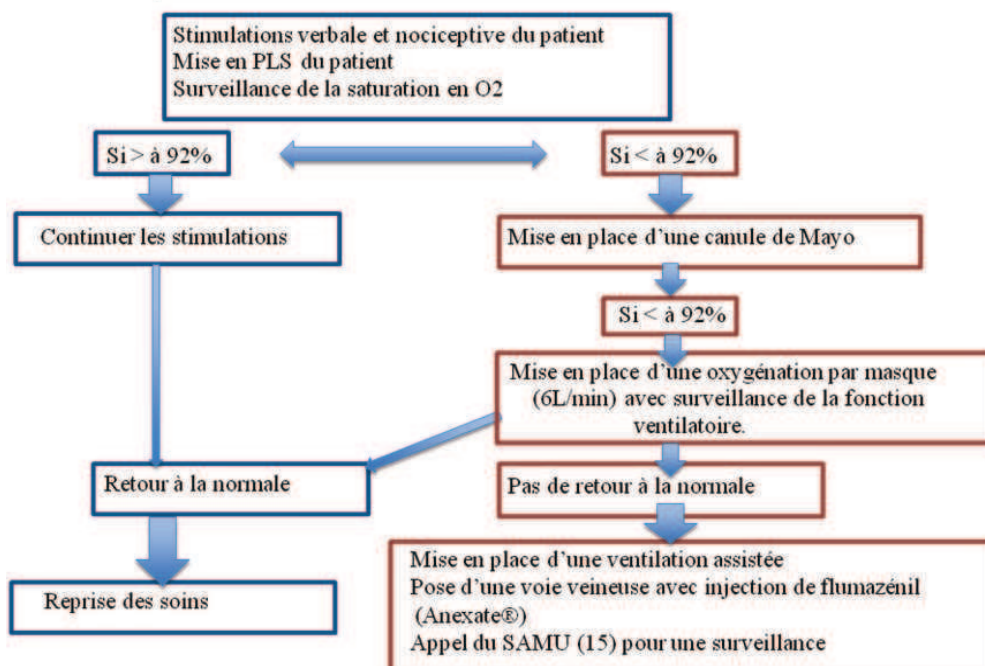 Stimulations verbale et nociceptive du patient
Mise en PLS du patient
Surveillance de la saturation en O2
Si > à 92%
Si < à 92%
Continuer les stimulations
Mise en place d’une canule de Mayo
Si < à 92%
Mise en place d’une oxygénation par masque
(6L/min) avec surveillance de la fonction
ventilatoire.
Retour à la normale
Pas de retour à la normale
Mise en place d’une ventilation assistée
Pose d’une voie veineuse avec injection de flumazénil
(Anexate®)
Appel du SAMU (15) pour une surveillance
Reprise des soins